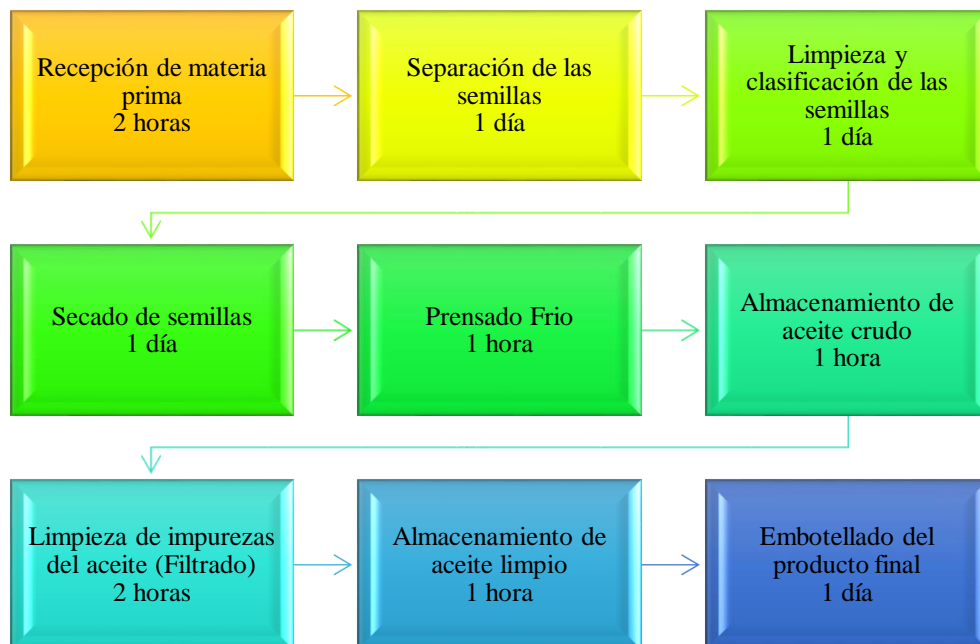 Recepción de materia
prima
2 horas
Separación de las
semillas
1 día
Limpieza y
clasificación de las
semillas
1 día
Secado de semillas
1 día
Prensado Frio
1 hora
Almacenamiento de
aceite crudo
1 hora
Limpieza de impurezas
del aceite (Filtrado)
2 horas
Almacenamiento de
aceite limpio
1 hora
Embotellado del
producto final
1 día